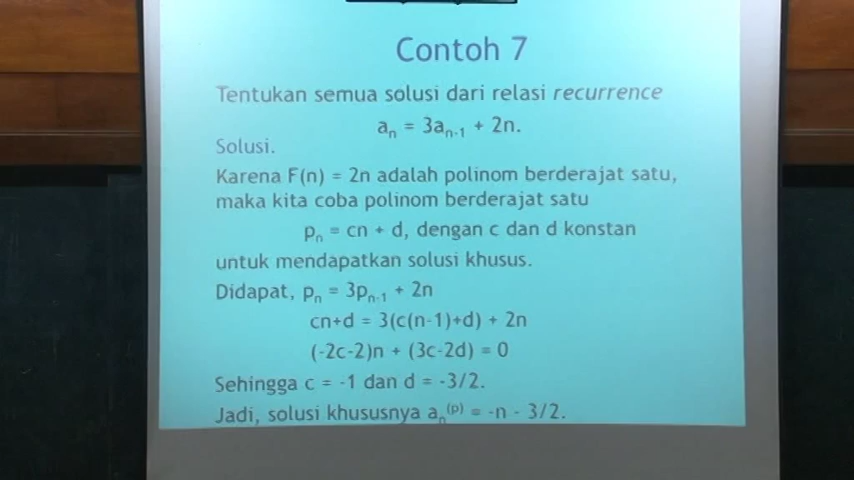 Contoh 7
Tentukan semua solusi dari relasi recurrence
aₙ = 3aₙ₋₁ + 2n.
Solusi.
Karena F(n) = 2n adalah polinom berderajat satu,
maka kita coba polinom berderajat satu
pₙ = cn + d, dengan c dan d konstan
untuk mendapatkan solusi khusus.
Didapat, pₙ = 3pₙ₋₁ + 2n
cn+d = 3(c(n-1)+d) + 2n
(-2c-2)n + (3c-2d) = 0
Sehingga c = -1 dan d = -3/2.
Jadi, solusi khususnya aₙ⁽ᵖ⁾ = -n - 3/2.